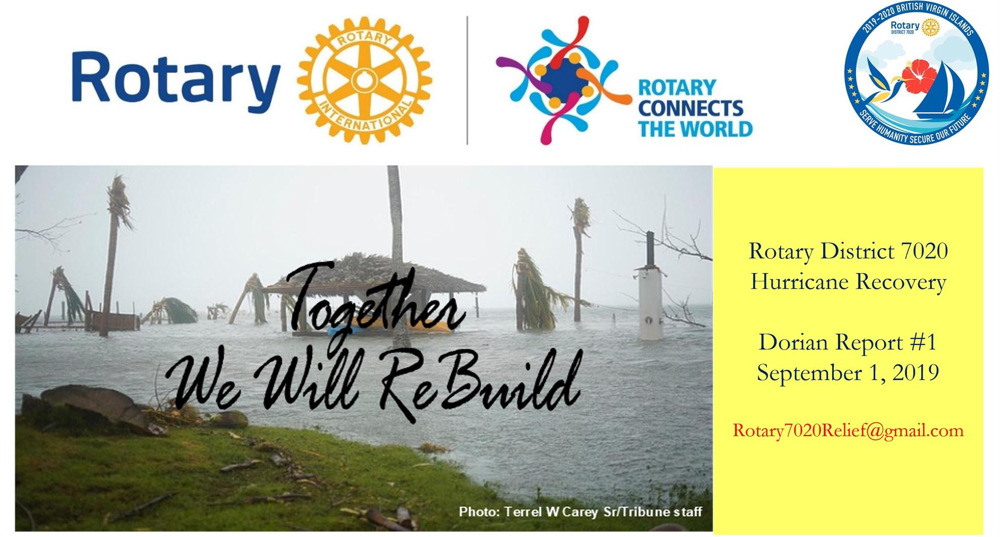 Rotary
ROTARY
INTERNATIONAL
ROTARY
CONNECTS
THE WORLD
2019-2020 BRITISH VIRGIN ISLANDS
Rotary
DISTRICT 7020
SERVE HUMANITY SECURE OUR FUTURE
Together
We Will ReBuild
Photo: Terrel W Carey Sr/Tribune staff
Rotary District 7020
Hurricane Recovery
Dorian Report #1
September 1, 2019
Rotary7020Relief@gmail.com